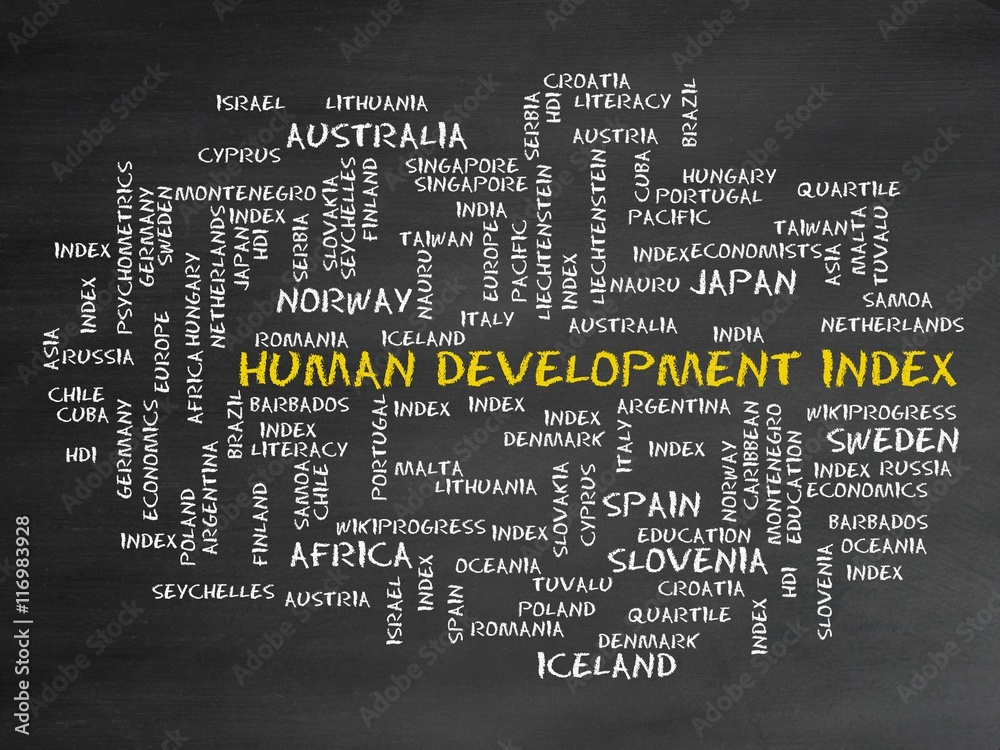 CROATIA
ISRAEL LITHUANIA
SERBIA
HDI
LITERACY
BRAZIL
AUSTRALIA
AUSTRIA
CYPRUS
SINGAPORE
SINGAPORE
CUBA
HUNGARY
PORTUGAL
PACIFIC
QUARTILE
PSYCHOMETRICS
GERMANY
SWEDEN
MONTENEGRO
INDEX
SLOVAKIA
SEYCHELLES
FINLAND
INDIA
LIECHTENSTEIN
LIECHTENSTEIN
TAIWAN
TAIWAN
NETHERLANDS
JAPAN
HDI
SERBIA
NAURU
EUROPE
PACIFIC
INDEX
INDEX
ECONOMISTS
ASIA
MALTA
TUVALU
INDEX
INDEX
HUNGARY
NORWAY
NAURU
JAPAN
SAMOA
ITALY
AUSTRALIA
INDIA
NETHERLANDS
ROMANIA
ICELAND
ASIA
RUSSIA
EUROPE
AFRICA
HUMAN DEVELOPMENT INDEX
CHILE
CUBA
BRAZIL
BARBADOS
PORTUGAL
INDEX
INDEX
INDEX
ARGENTINA
CARIBBEAN
MONTENEGRO
WIKIPROGRESS
GERMANY
ECONOMICS
INDEX
LITERACY
DENMARK
ITALY
INDEX
NORWAY
EDUCATION
SWEDEN
HDI
ARGENTINA
SAMOA
CHILE
MALTA
LITHUANIA
SLOVAKIA
CYPRUS
INDEX
RUSSIA
ECONOMICS
POLAND
FINLAND
SPAIN
WIKIPROGRESS
INDEX
EDUCATION
BARBADOS
INDEX
AFRICA
OCEANIA
SLOVENIA
OCEANIA
SLOVENIA
INDEX
SEYCHELLES
AUSTRIA
ISRAEL
INDEX
SPAIN
TUVALU
CROATIA
HDI
POLAND
QUARTILE
INDEX
ROMANIA
DENMARK
ICELAND
Adobe Stock | #116983928
Adobe Stock